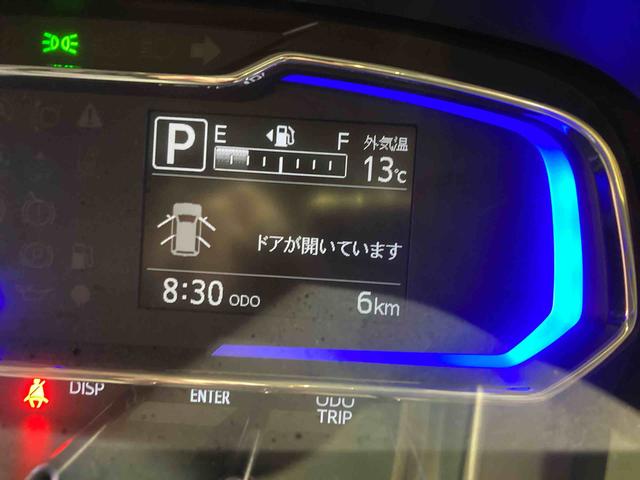 P E F 外気温
13℃
ドアが開いています
8:30 ODO 6km
DISP ENTER ODO
TRIP